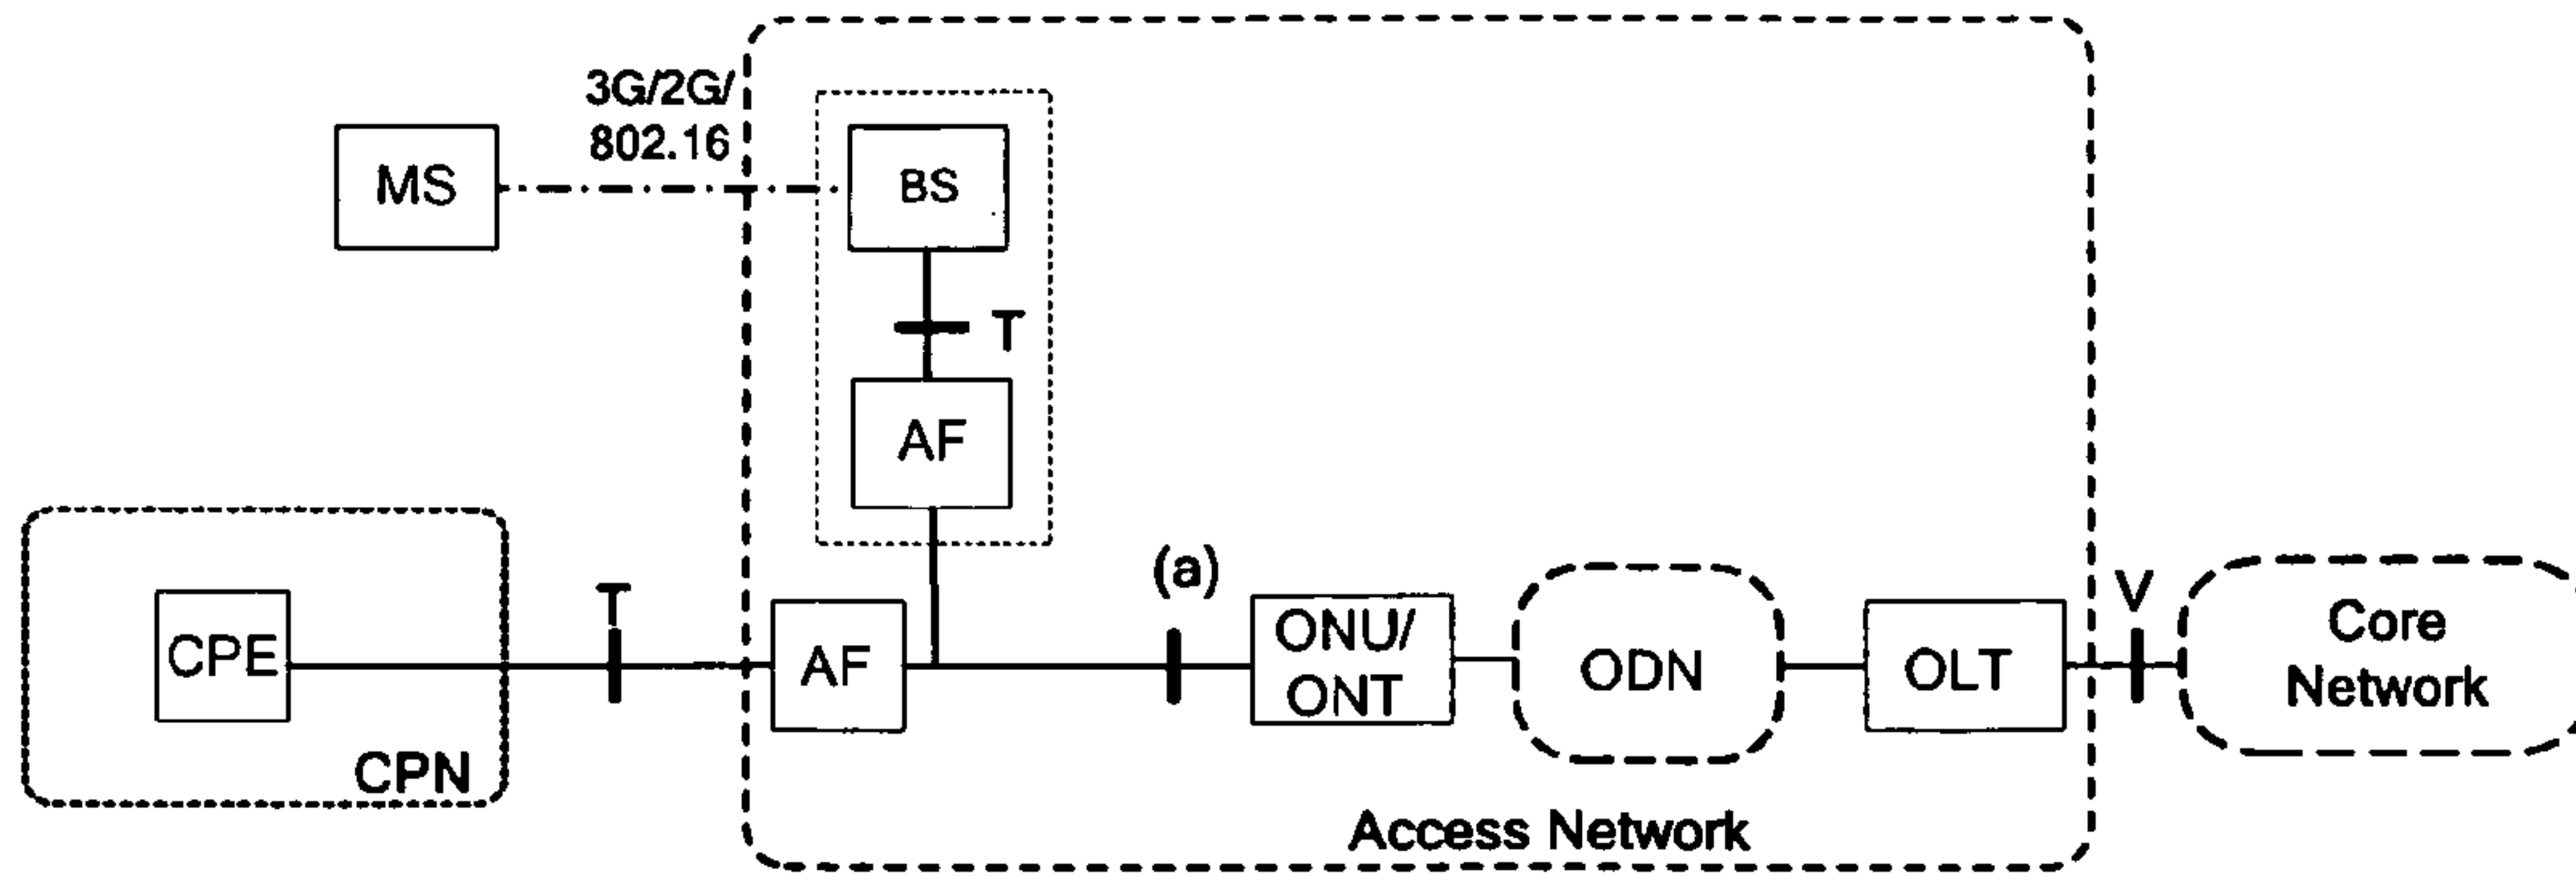 3G/2G/
802.16
MS
BS
T
AF
CPE
CPN
T
AF
(a)
ONU/
ONT
ODN
OLT
V
Core
Network
Access Network